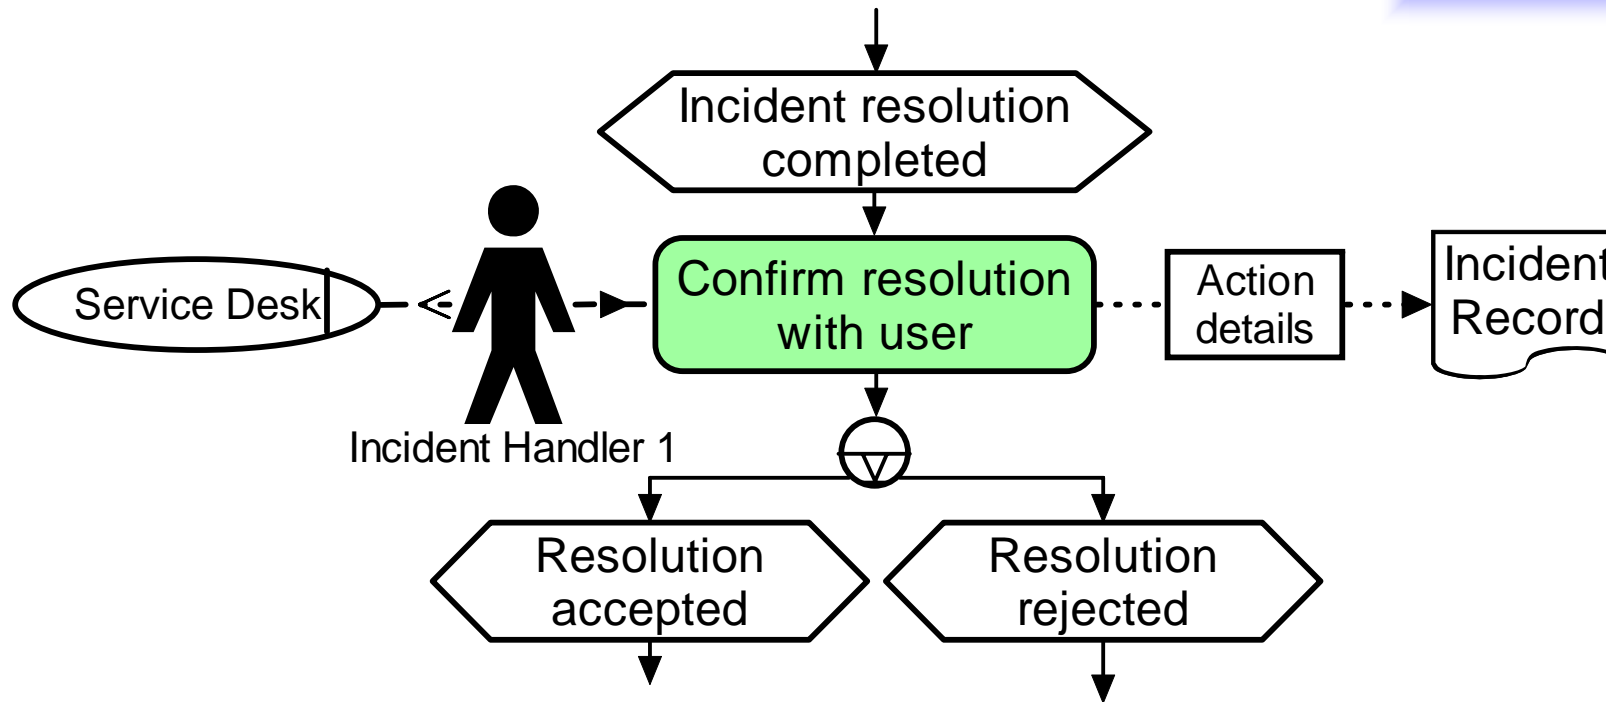 Incident resolution
completed
Service Desk
Incident Handler 1
Confirm resolution
with user
Action
details
Incident
Record
Resolution
accepted
Resolution
rejected